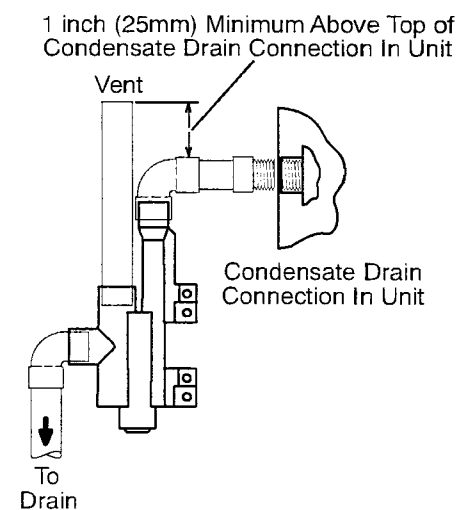 1 inch (25mm) Minimum Above Top of
Condensate Drain Connection In Unit
Vent
Condensate Drain
Connection In Unit
To
Drain